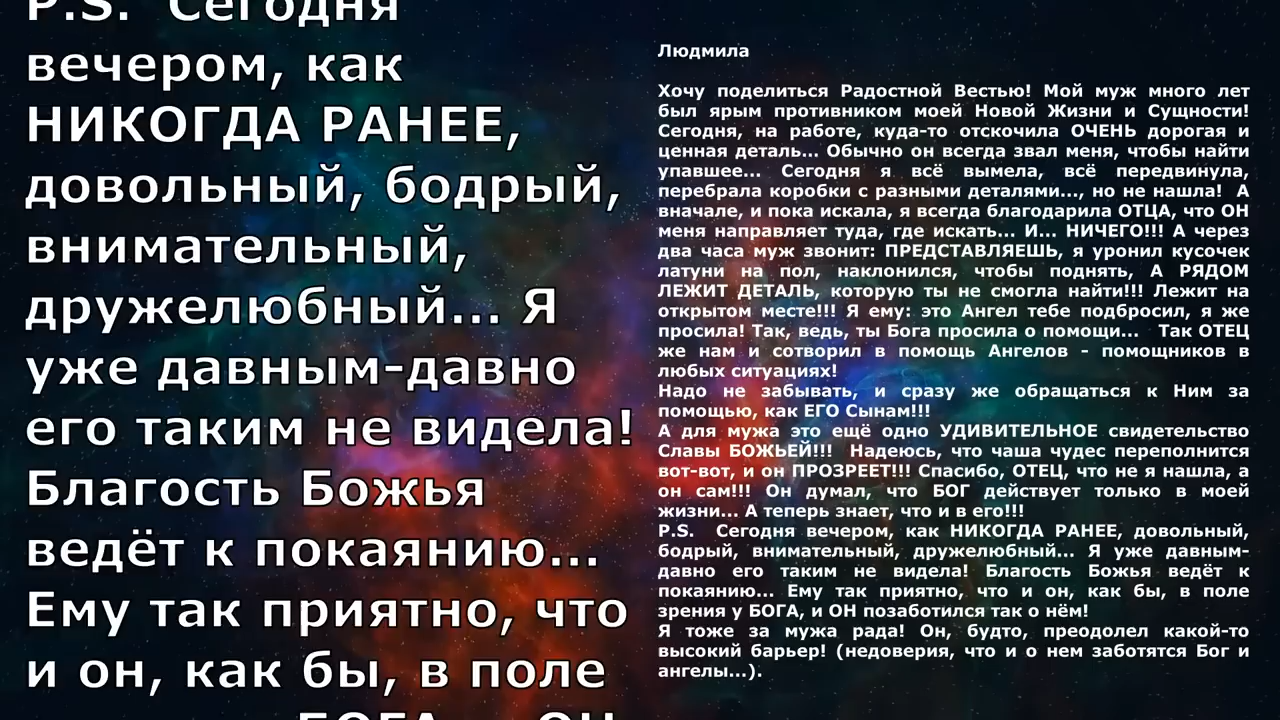 P.S. Сегодня
вечером, как
НИКОГДА РАНЕЕ,
довольный, бодрый,
внимательный,
дружелюбный... Я
уже давным-давно
его таким не видела!
Благость Божья
ведёт к покаянию...
Ему так приятно, что
и он, как бы, в поле
БОГА ОН
Людмила
Хочу поделиться Радостной Вестью! Мой муж много лет
был ярым противником моей Новой Жизни и Сущности!
Сегодня, на работе, куда-то отскочила ОЧЕНЬ дорогая и
ценная деталь... Обычно он всегда звал меня, чтобы найти
упавшее... Сегодня я всё вымела, всё передвинула,
перебрала коробки с разными деталями..., но не нашла! А
вначале, и пока искала, я всегда благодарила ОТЦА, что ОН
меня направляет туда, где искать... И... НИЧЕГО!!! А через
два часа муж звонит: ПРЕДСТАВЛЯЕШЬ, я уронил кусочек
латуни на пол, наклонился, чтобы поднять, А РЯДОМ
ЛЕЖИТ ДЕТАЛЬ, которую ты не смогла найти!!! Лежит на
открытом месте!!! Я ему: это Ангел тебе подбросил, я же
просила! Так, ведь, ты Бога просила о помощи... Так ОТЕЦ
же нам и сотворил в помощь Ангелов - помощников в
любых ситуациях!
Надо не забывать, и сразу же обращаться к Ним за
помощью, как ЕГО Сынам!!!
А для мужа это ещё одно УДИВИТЕЛЬНОЕ свидетельство
Славы БОЖЬЕЙ!!! Надеюсь, что чаша чудес переполнится
вот-вот, и он ПРОЗРЕЕТ!!! Спасибо, ОТЕЦ, что не я нашла, а
он сам!!! Он думал, что БОГ действует только в моей
жизни... А теперь знает, что и в его!!!
P.S. Сегодня вечером, как НИКОГДА РАНЕЕ, довольный,
бодрый, внимательный, дружелюбный... Я уже давным-
давно его таким не видела! Благость Божья ведёт к
покаянию... Ему так приятно, что и он, как бы, в поле
зрения у БОГА, и ОН позаботился так о нём!
Я тоже за мужа рада! Он, будто, преодолел какой-то
высокий барьер! (недоверия, что и о нем заботятся Бог и
ангелы...).